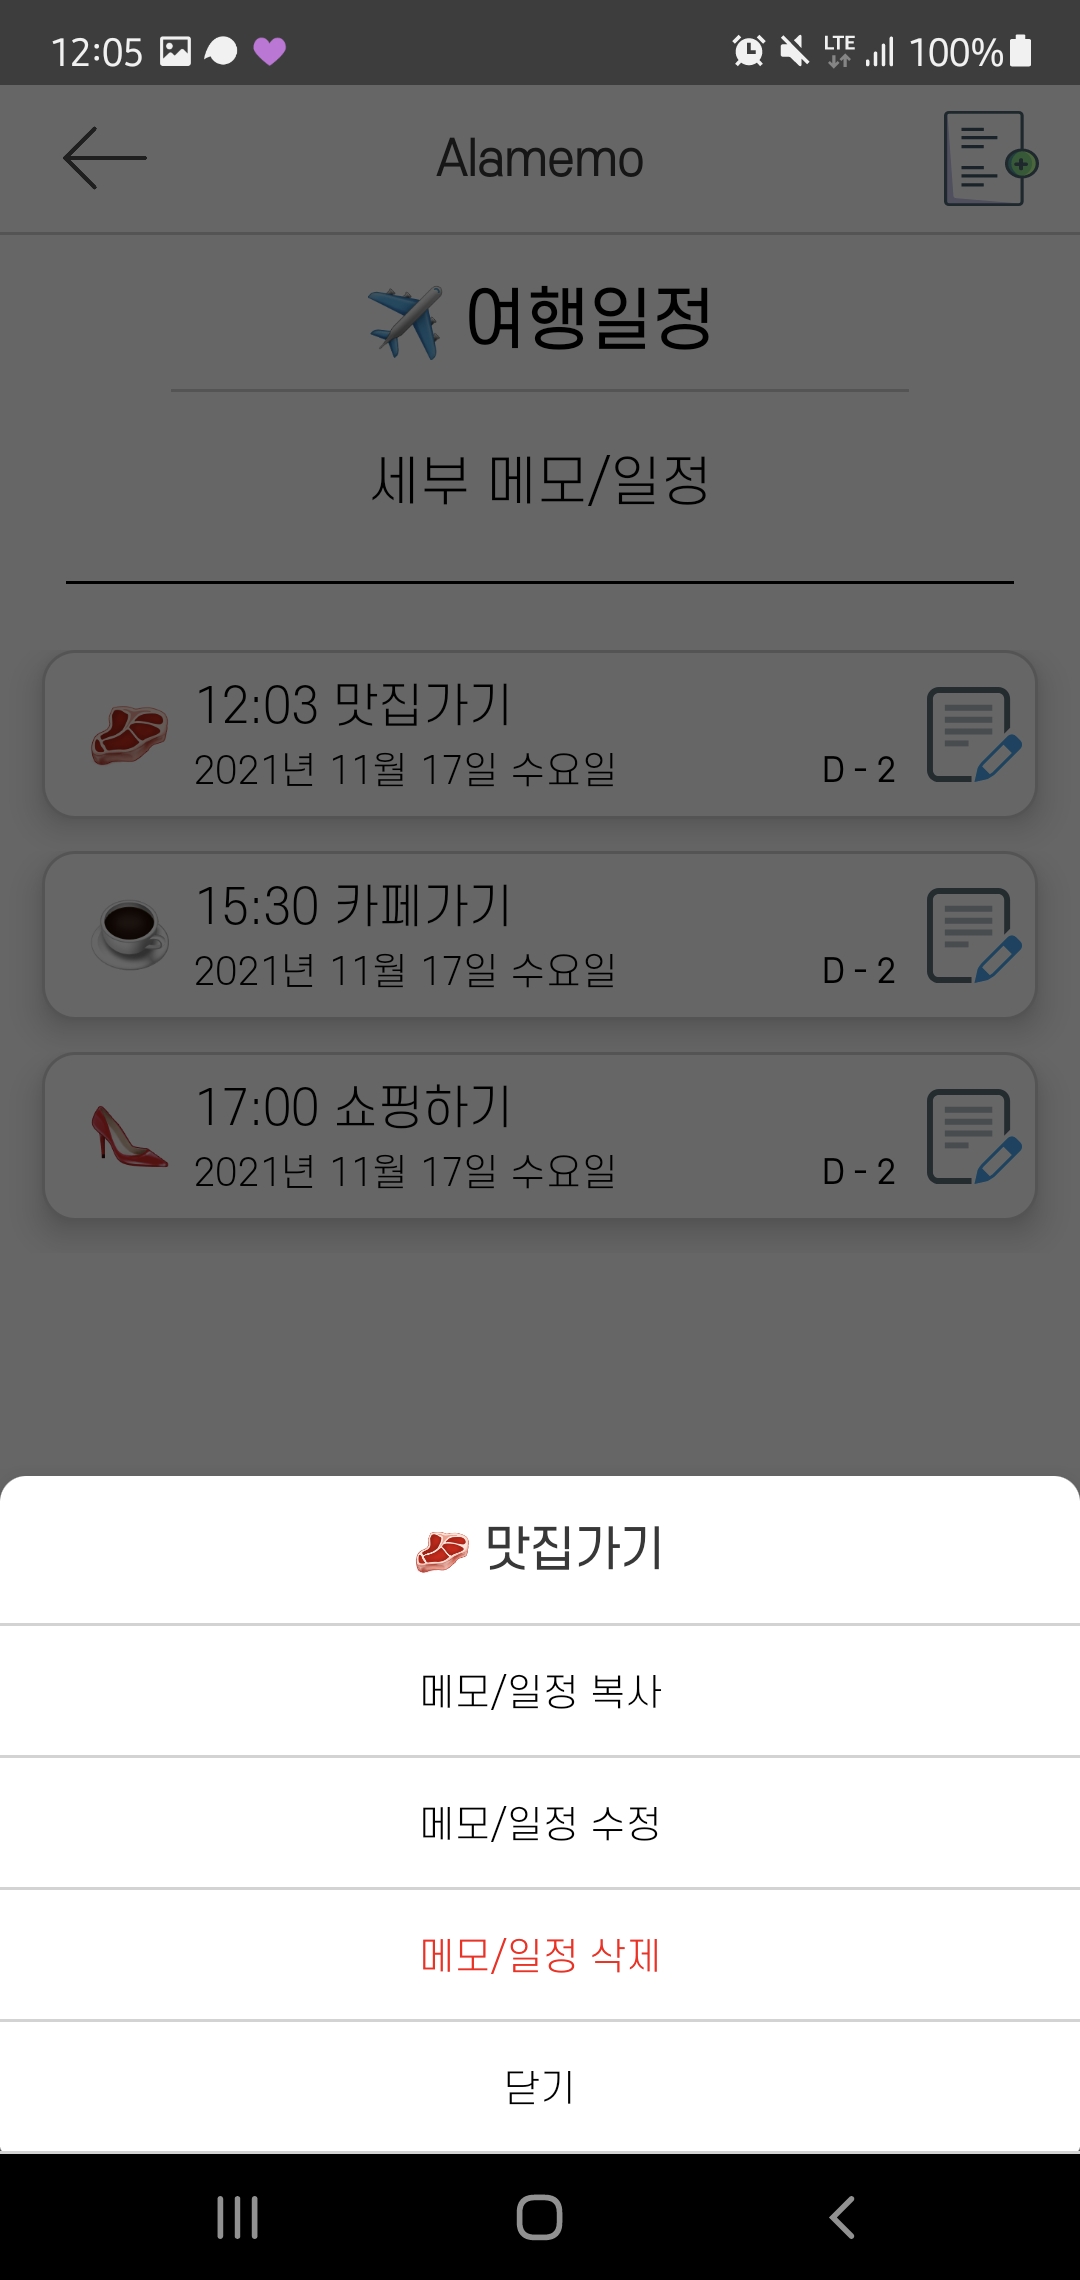 12:05 LTE 100%
Alamemo
여행일정
세부 메모/일정
12:03 맛집가기
2021년 11월 17일 수요일 D - 2
15:30 카페가기
2021년 11월 17일 수요일 D - 2
17:00 쇼핑하기
2021년 11월 17일 수요일 D - 2
맛집가기
메모/일정 복사
메모/일정 수정
메모/일정 삭제
닫기